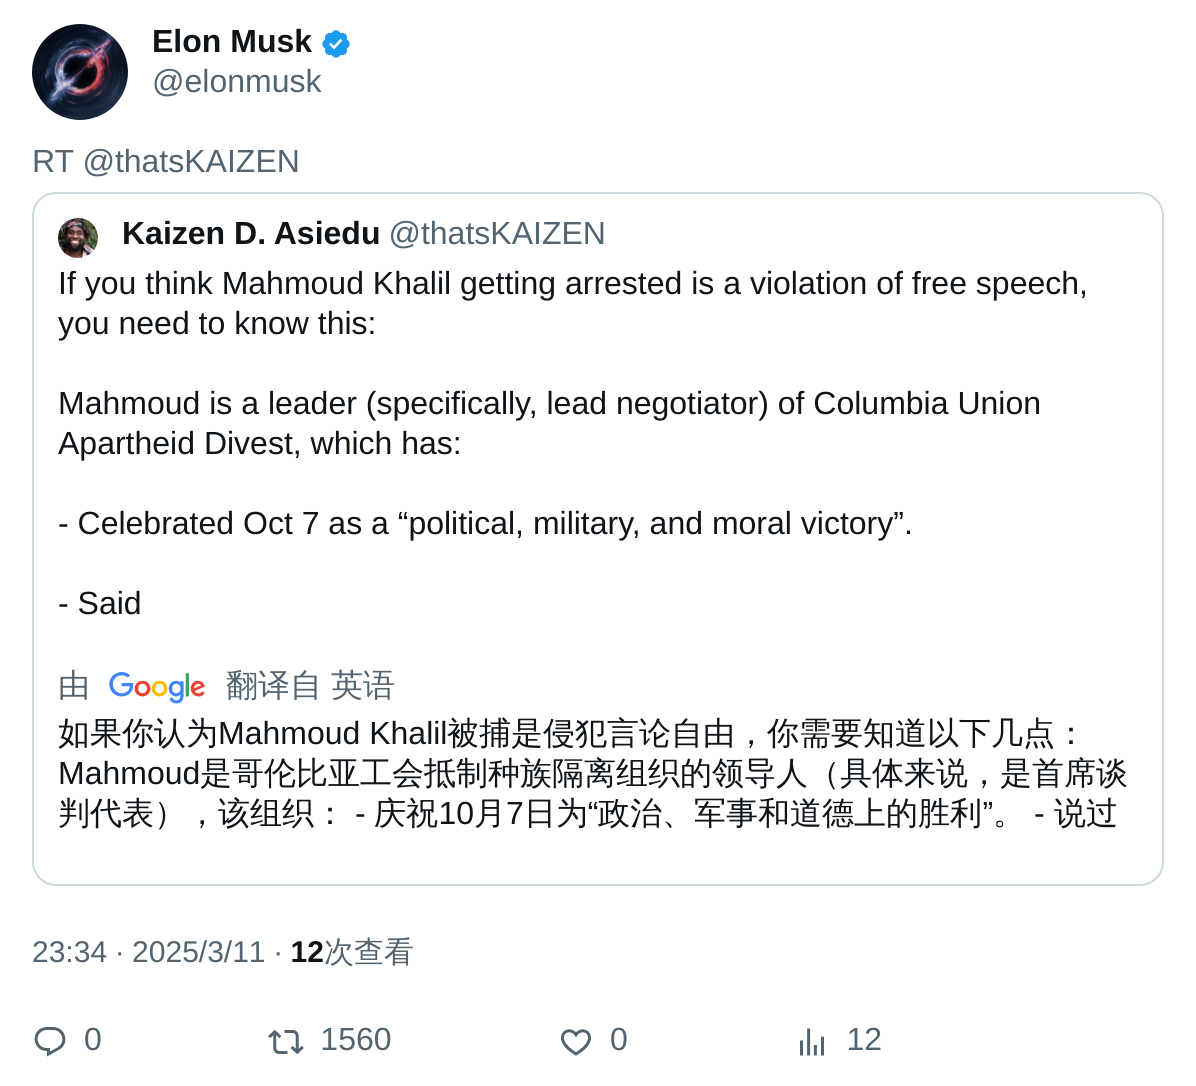 Elon Musk
@elonmusk
RT @thatsKAIZEN
Kaizen D. Asiedu @thatsKAIZEN
If you think Mahmoud Khalil getting arrested is a violation of free speech,
you need to know this:
Mahmoud is a leader (specifically, lead negotiator) of Columbia Union
Apartheid Divest, which has:
- Celebrated Oct 7 as a “political, military, and moral victory”.
- Said
由 Google 翻译自 英语
如果你认为Mahmoud Khalil被捕是侵犯言论自由，你需要知道以下几点：
Mahmoud是哥伦比亚工会抵制种族隔离组织的领导人（具体来说，是首席谈
判代表），该组织： - 庆祝10月7日为“政治、军事和道德上的胜利”。 - 说过
23:34 · 2025/3/11 · 12次查看
0 1560 0 12